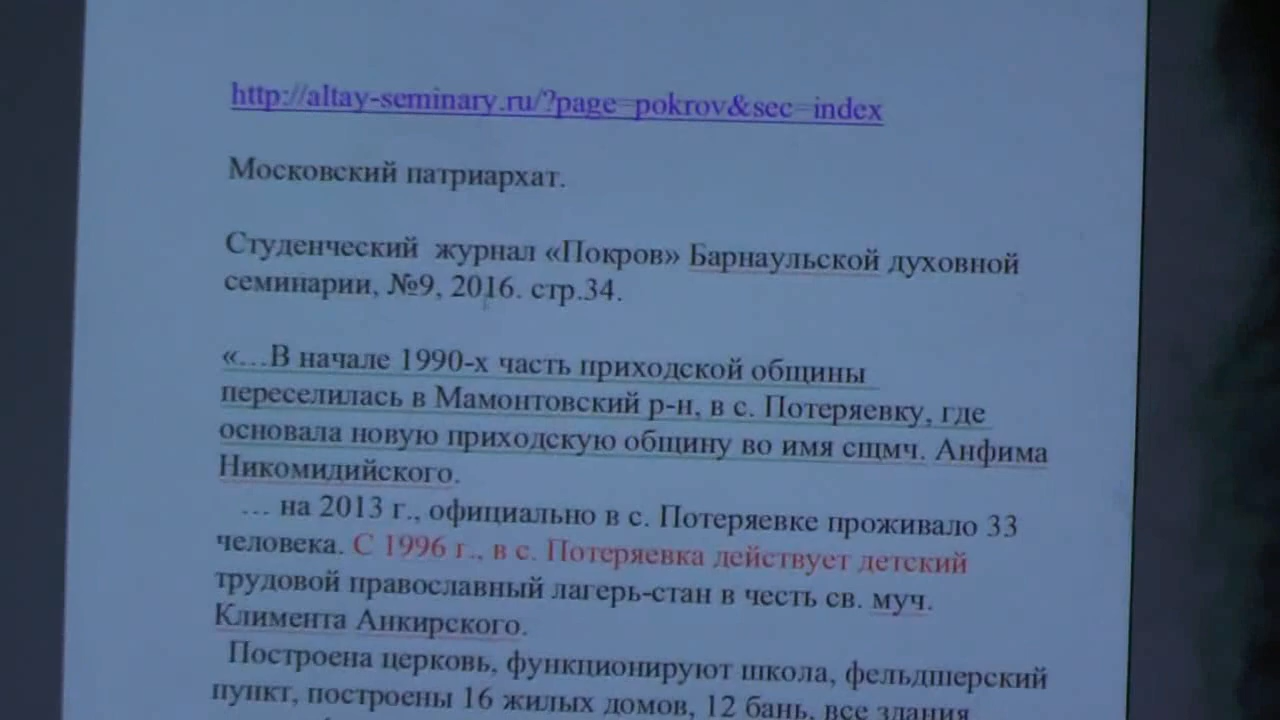 http://altay-seminary.ru/?page=pokrov&sec=index
Московский патриархат.
Студенческий журнал «Покров» Барнаульской духовной
семинарии, №9, 2016. стр.34.
«…В начале 1990-х часть приходской общины
переселилась в Мамонтовский р-н, в с. Потеряевку, где
основала новую приходскую общину во имя сщмч. Анфима
Никомидийского.
… на 2013 г., официально в с. Потеряевке проживало 33
человека. С 1996 г., в с. Потеряевка действует детский
трудовой православный лагерь-стан в честь св. муч.
Климента Анкирского.
Построена церковь, функционируют школа, фельдшерский
пункт, построены 16 жилых домов, 12 бань, все здания